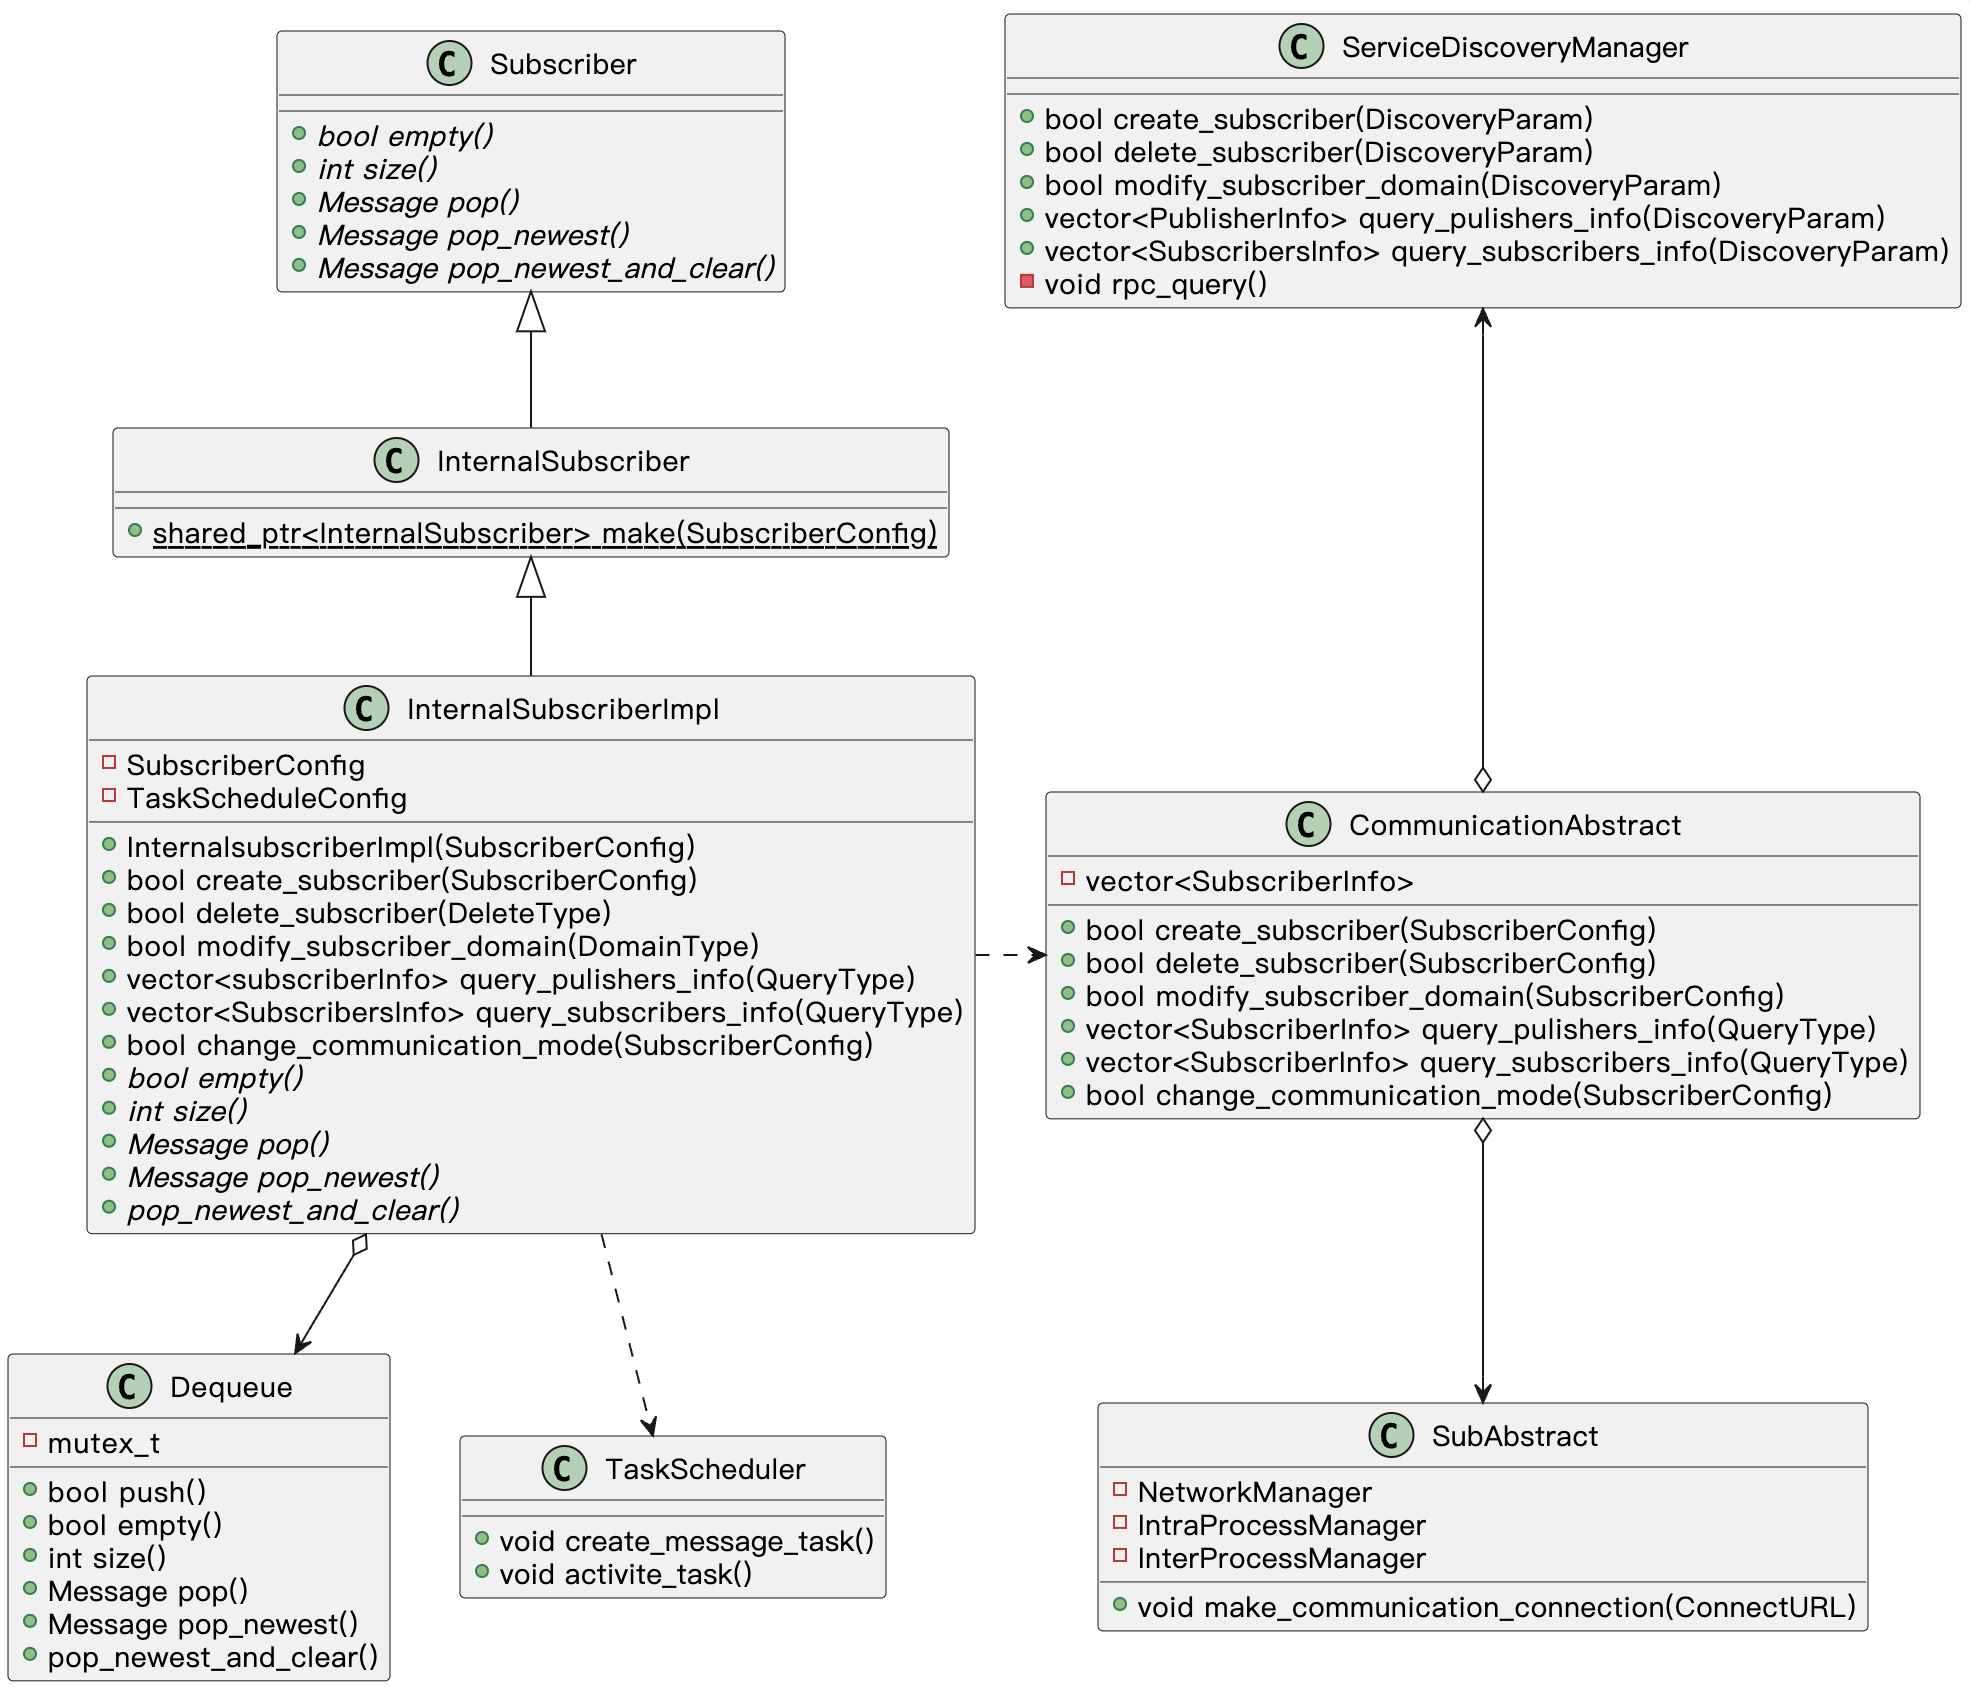 C Subscriber
bool empty()
int size()
Message pop()
Message pop_newest()
Message pop_newest_and_clear()
C ServiceDiscoveryManager
bool create_subscriber(DiscoveryParam)
bool delete_subscriber(DiscoveryParam)
bool modify_subscriber_domain(DiscoveryParam)
vector<PublisherInfo> query_pulishers_info(DiscoveryParam)
vector<SubscribersInfo> query_subscribers_info(DiscoveryParam)
void rpc_query()
C InternalSubscriber
shared_ptr<InternalSubscriber> make(SubscriberConfig)
C InternalSubscriberImpl
SubscriberConfig
TaskScheduleConfig
InternalsubscriberImpl(SubscriberConfig)
bool create_subscriber(SubscriberConfig)
bool delete_subscriber(DeleteType)
bool modify_subscriber_domain(DomainType)
vector<subscriberInfo> query_pulishers_info(QueryType)
vector<SubscribersInfo> query_subscribers_info(QueryType)
bool change_communication_mode(SubscriberConfig)
bool empty()
int size()
Message pop()
Message pop_newest()
pop_newest_and_clear()
C CommunicationAbstract
vector<SubscriberInfo>
bool create_subscriber(SubscriberConfig)
bool delete_subscriber(SubscriberConfig)
bool modify_subscriber_domain(SubscriberConfig)
vector<SubscriberInfo> query_pulishers_info(QueryType)
vector<SubscriberInfo> query_subscribers_info(QueryType)
bool change_communication_mode(SubscriberConfig)
C Dequeue
mutex_t
bool push()
bool empty()
int size()
Message pop()
Message pop_newest()
pop_newest_and_clear()
C TaskScheduler
void create_message_task()
void activite_task()
C SubAbstract
NetworkManager
IntraProcessManager
InterProcessManager
void make_communication_connection(ConnectURL)